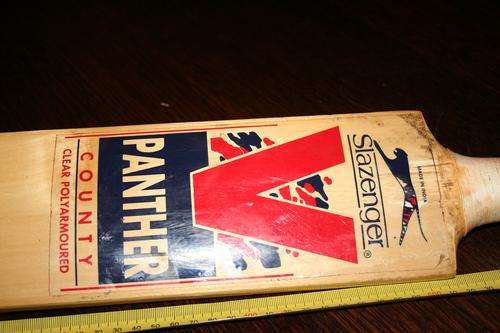 MADE IN INDIA
Slazenger®
V
PANTHER
COUNTY
CLEAR POLYARMOURED